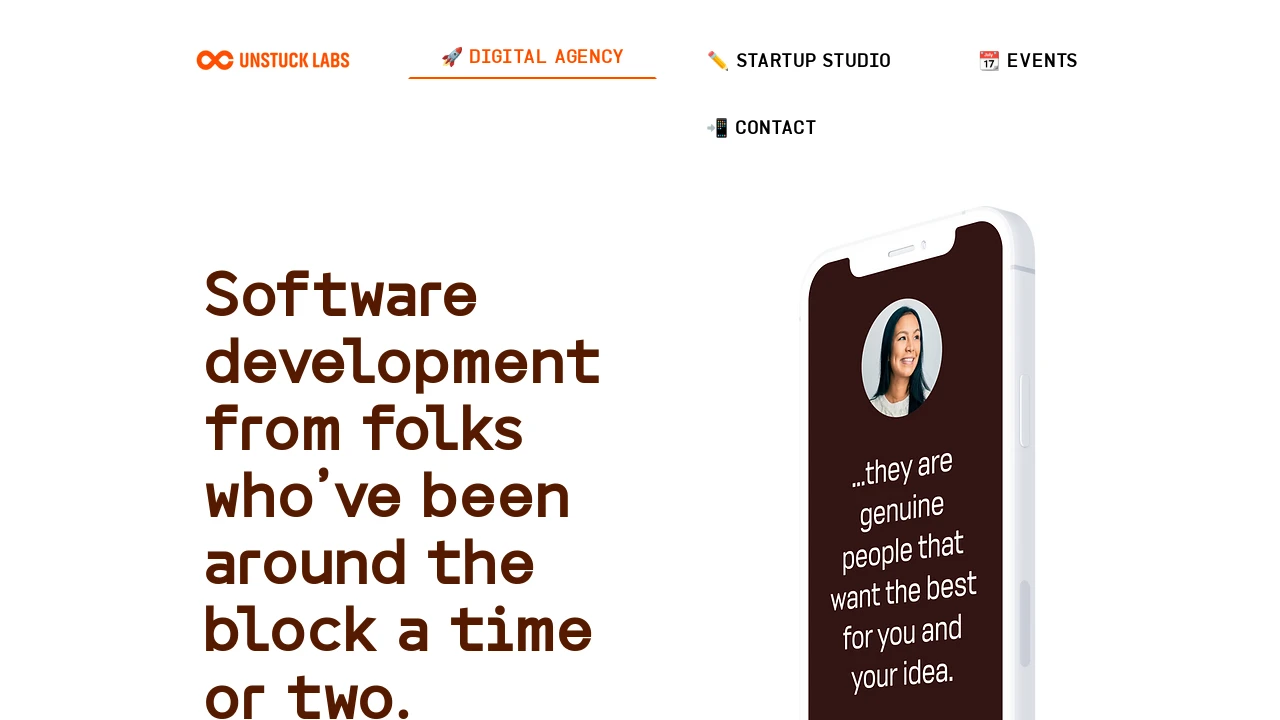 UNSTUCK LABS
🚀 DIGITAL AGENCY
✏️ STARTUP STUDIO
📆 EVENTS
📲 CONTACT
Software
development
from folks
who’ve been
around the
block a time
or two.
...they are
genuine
people that
want the best
for you and
your idea.